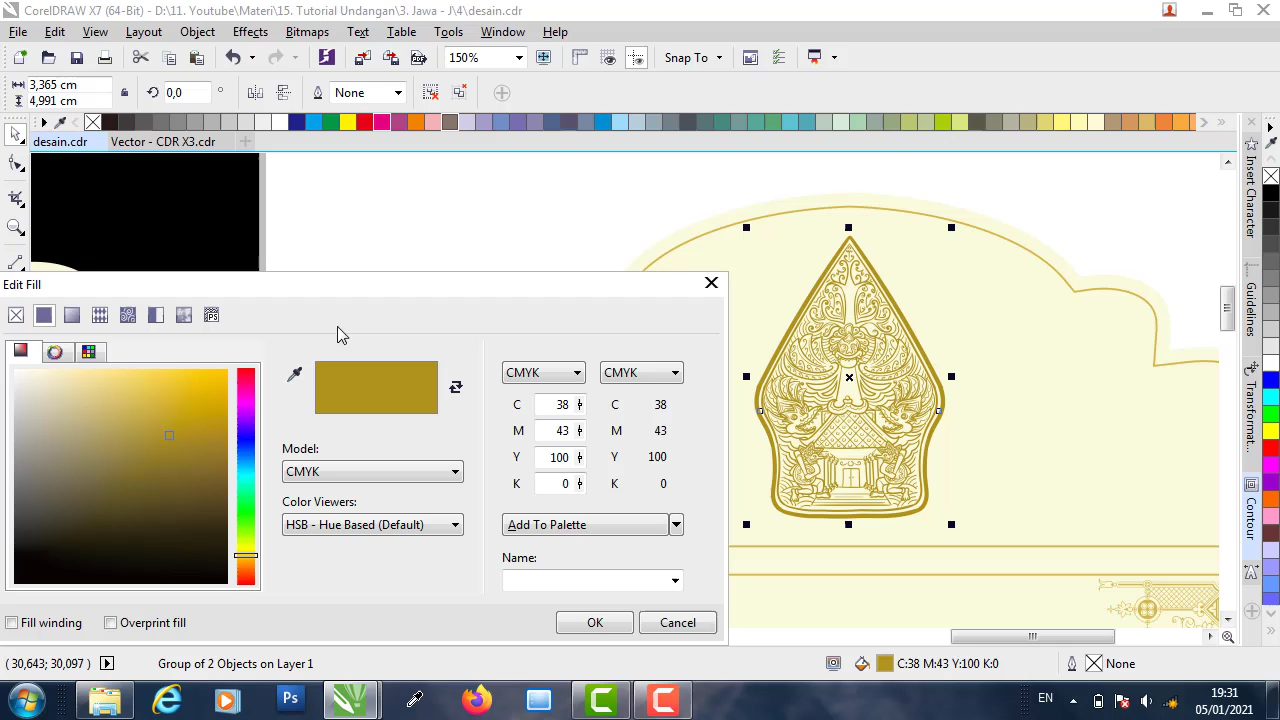 CorelDRAW X7 (64-Bit) - D:\11. Youtube\Materi\15. Tutorial Undangan\3. Jawa - J\4\desain.cdr
File Edit View Layout Object Effects Bitmaps Text Table Tools Window Help
150% Snap To
3,365 cm
4,991 cm
0,0 ° None
desain.cdr Vector - CDR X3.cdr
Edit Fill
PS
CMYK CMYK
C 38 C 38
M 43 M 43
Y 100 Y 100
K 0 K 0
Model:
CMYK
Color Viewers:
HSB - Hue Based (Default)
Add To Palette
Name:
Fill winding Overprint fill OK Cancel
Insert Character
Guidelines
Transformat...
Contour
( 30,643; 30,097 ) Group of 2 Objects on Layer 1 C:38 M:43 Y:100 K:0 None
Ps EN 19:31
05/01/2021